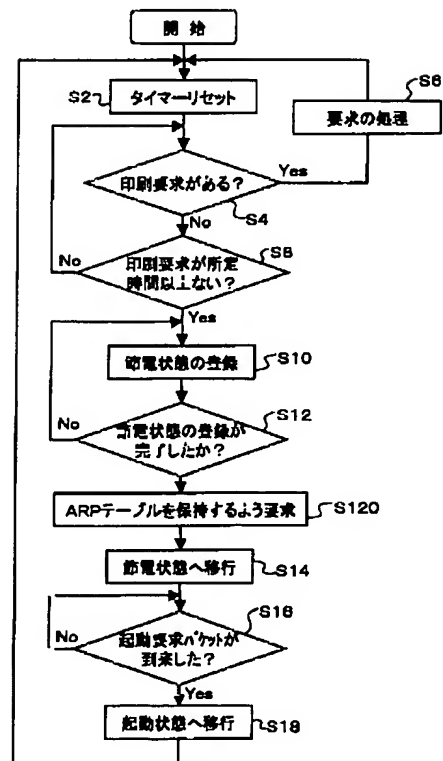 開 始
S2
タイマーリセット
S6
要求の処理
印刷要求がある?
Yes
S4
No
S8
No
印刷要求が所定
時間以上ない?
Yes
節電状態の登録
S10
S12
No
節電状態の登録が
完了したか?
ARPテーブルを保持するよう要求
S120
節電状態へ移行
S14
S16
No
起動要求パケットが
到来した?
Yes
起動状態へ移行
S18